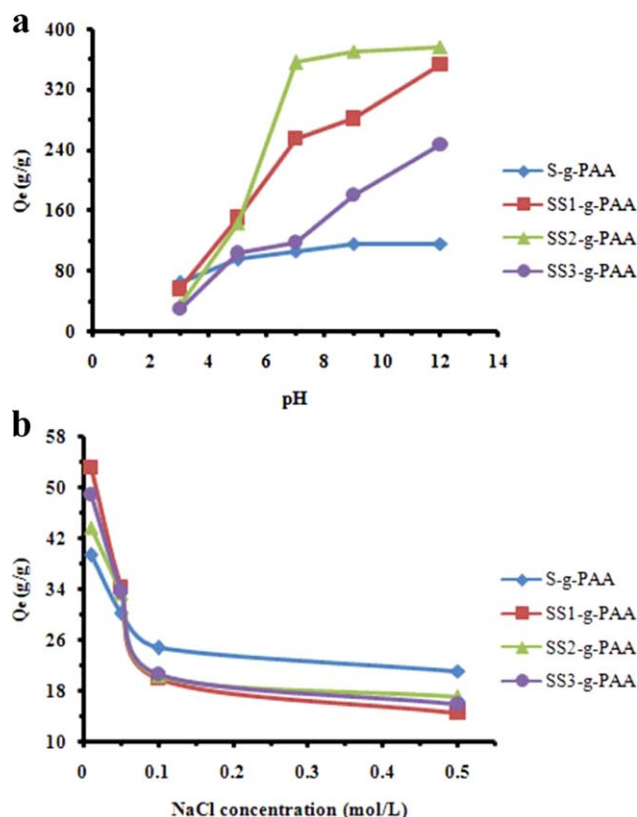 a
400
320
240
160
80
0
Qe (g/g)
0 2 4 6 8 10 12 14
pH
S-g-PAA
SS1-g-PAA
SS2-g-PAA
SS3-g-PAA
b
58
50
42
34
26
18
10
Qe (g/g)
0 0.1 0.2 0.3 0.4 0.5
NaCl concentration (mol/L)
S-g-PAA
SS1-g-PAA
SS2-g-PAA
SS3-g-PAA